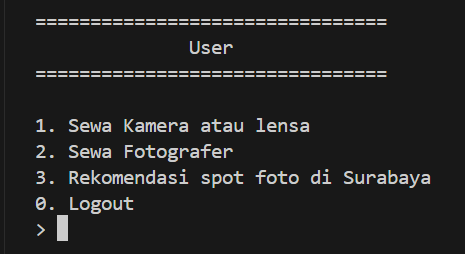 ================================
User
================================
1. Sewa Kamera atau lensa
2. Sewa Fotografer
3. Rekomendasi spot foto di Surabaya
0. Logout
>